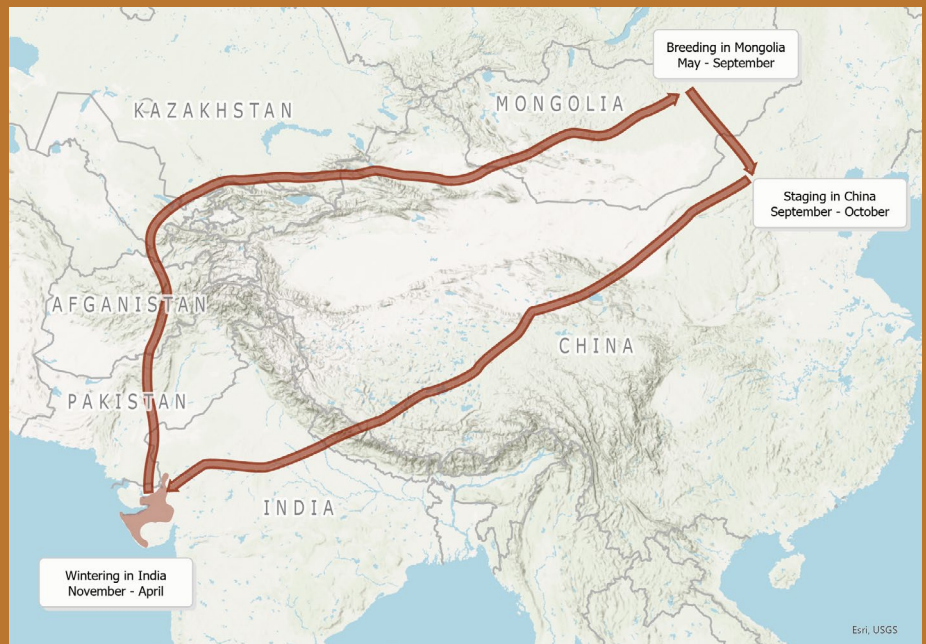 Breeding in Mongolia
May - September
KAZAKHSTAN
MONGOLIA
Staging in China
September - October
AFGANISTAN
CHINA
PAKISTAN
INDIA
Wintering in India
November - April
Esri, USGS